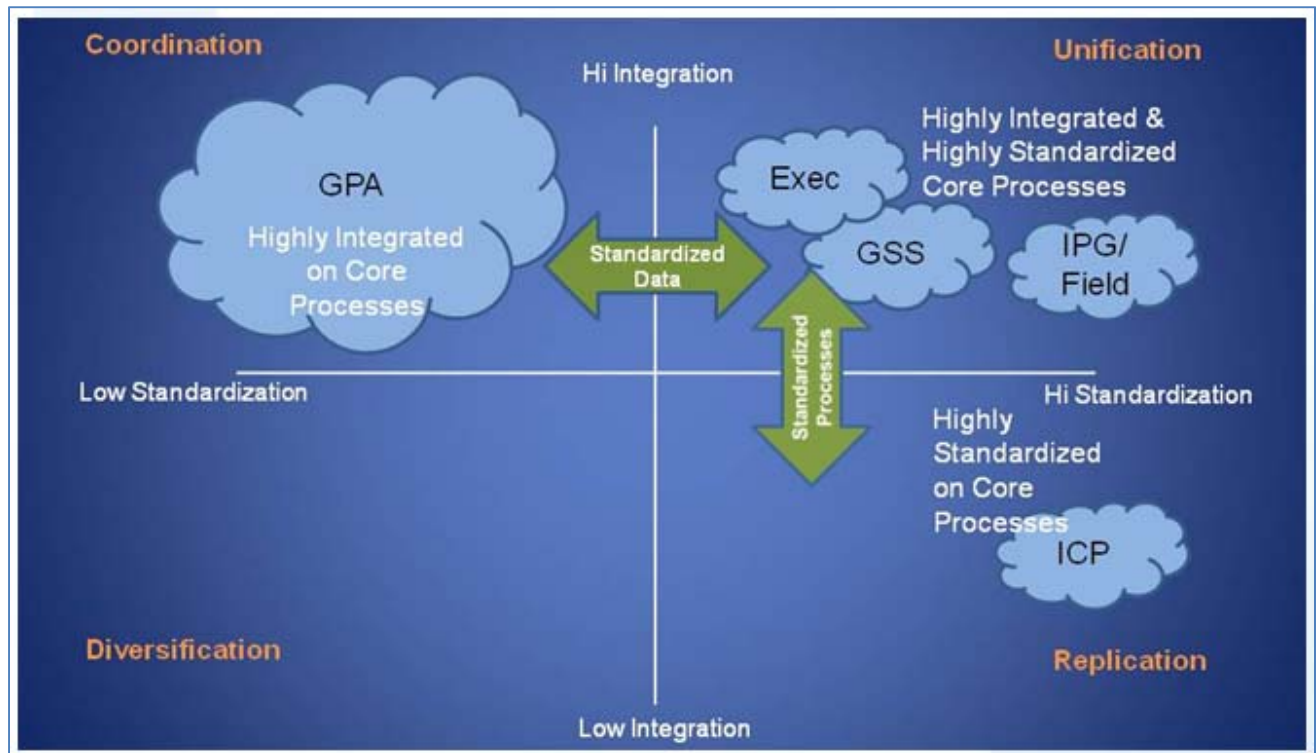 Coordination
Unification
Hi Integration
Highly Integrated &
Highly Standardized
Core Processes
GPA
Highly Integrated
on Core
Processes
Exec
GSS
IPG/
Field
Standardized
Data
Standardized
Processes
Low Standardization
Hi Standardization
Highly
Standardized
on Core
Processes
ICP
Diversification
Replication
Low Integration